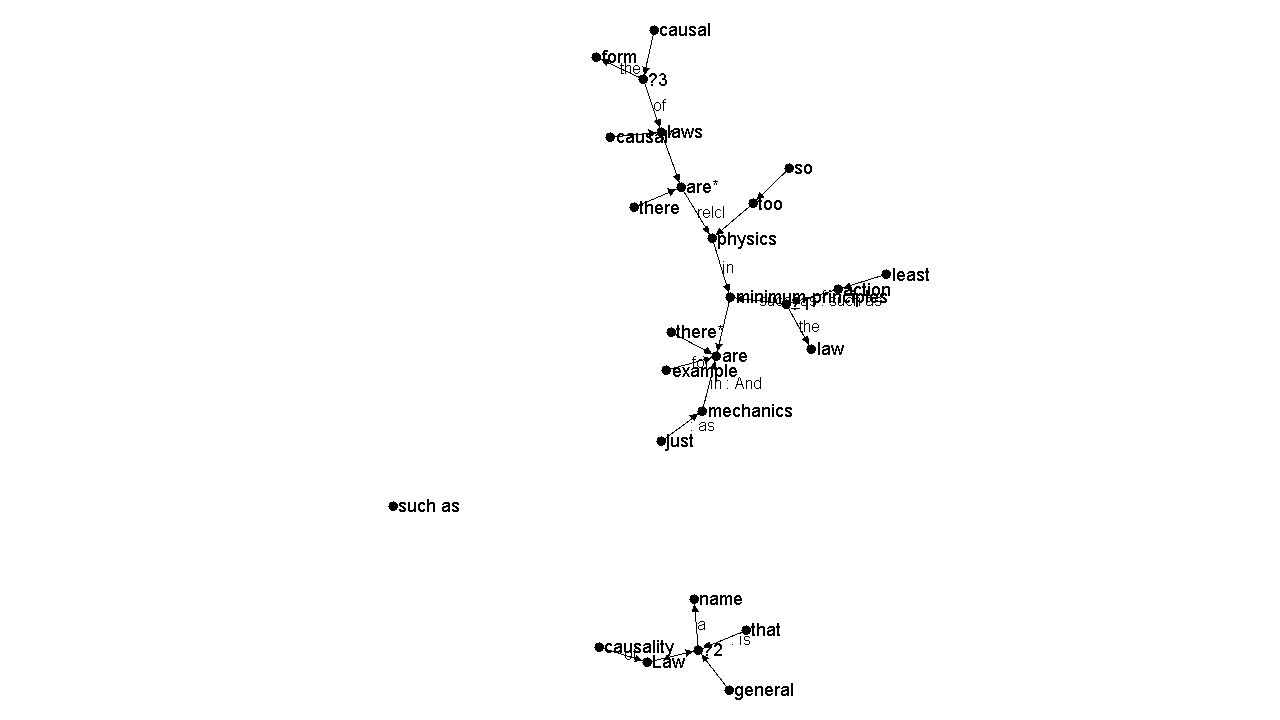 causal
form
the
?3
of
causal
laws
so
are*
too
there
relcl
physics
in
least
action
minimum-principles
such as
?1
there*
the
law
are
for
example
in : And
mechanics
: as
just
such as
name
a
that
: is
causality
of
Law
?2
general